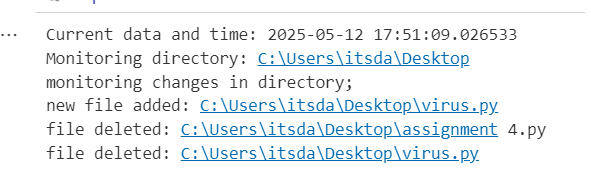 ...
Current data and time: 2025-05-12 17:51:09.026533
Monitoring directory: C:\Users\itsda\Desktop
monitoring changes in directory;
new file added: C:\Users\itsda\Desktop\virus.py
file deleted: C:\Users\itsda\Desktop\assignment 4.py
file deleted: C:\Users\itsda\Desktop\virus.py